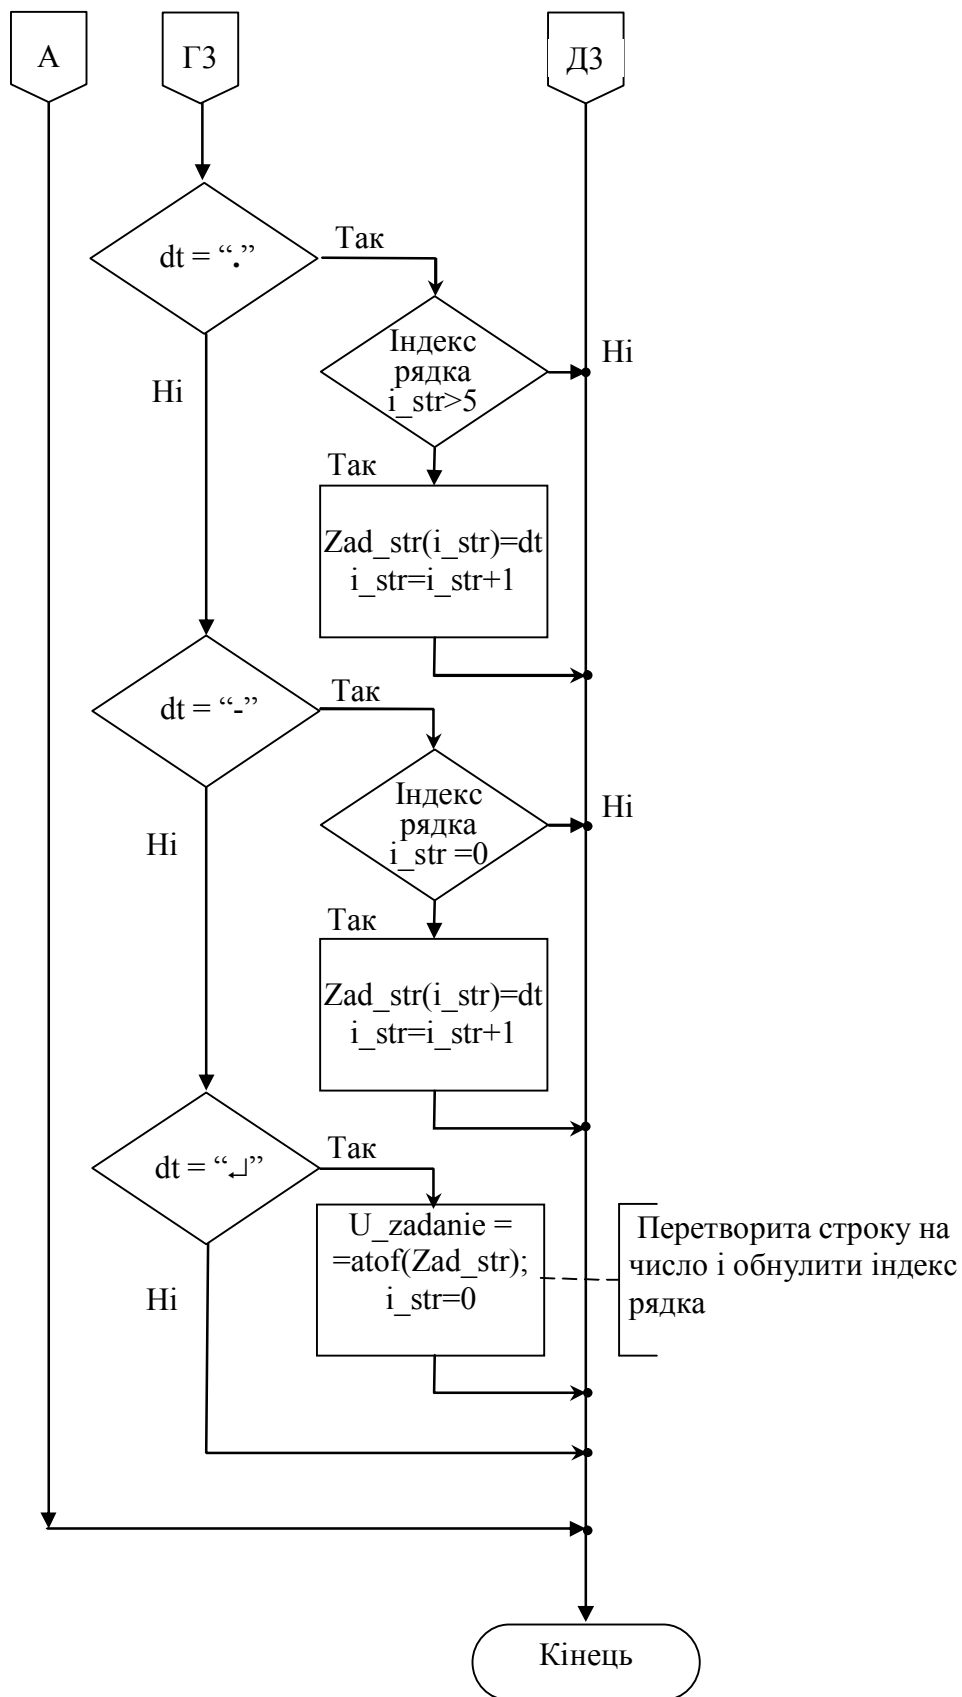 А
Г3
Д3
dt = “.”
Так
Індекс
рядка
i_str>5
Ні
Ні
Так
Zad_str(i_str)=dt
i_str=i_str+1
dt = “-”
Так
Індекс
рядка
i_str =0
Ні
Ні
Так
Zad_str(i_str)=dt
i_str=i_str+1
dt = “↵”
Так
U_zadanie =
=atof(Zad_str);
i_str=0
Перетворита строку на
число і обнулити індекс
рядка
Ні
Кінець